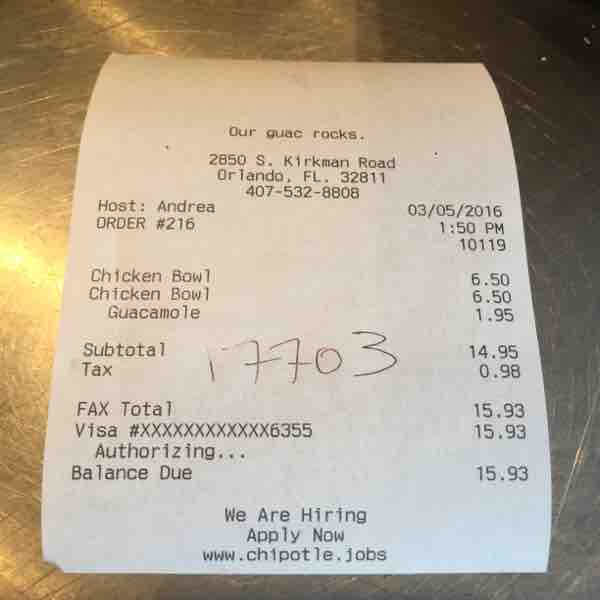 Our guac rocks.
2850 S. Kirkman Road
Orlando, FL. 32811
407-532-8808
Host: Andrea 03/05/2016
ORDER #216 1:50 PM
10119
Chicken Bowl 6.50
Chicken Bowl 6.50
Guacamole 1.95
Subtotal 14.95
Tax 0.98
17703
FAX Total 15.93
Visa #XXXXXXXXXXXX6355 15.93
Authorizing...
Balance Due 15.93
We Are Hiring
Apply Now
www.chipotle.jobs